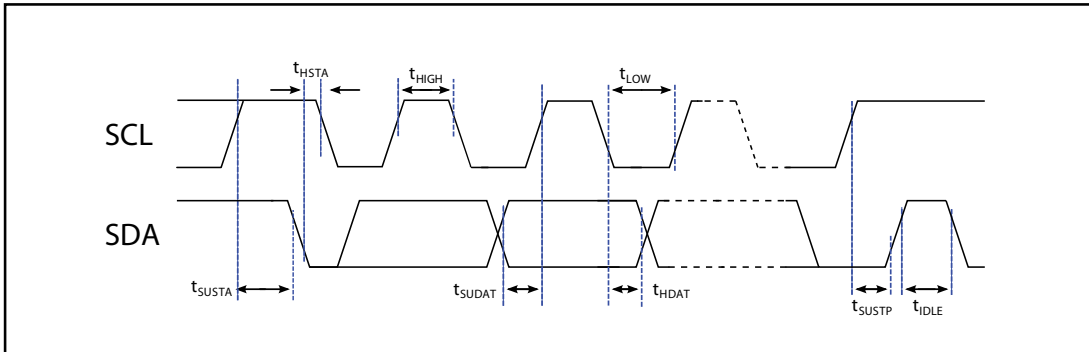 tHSTA
tHIGH
tLOW
SCL
SDA
tSUSTA
tSUDAT
tHDAT
tSUSTP
tIDLE